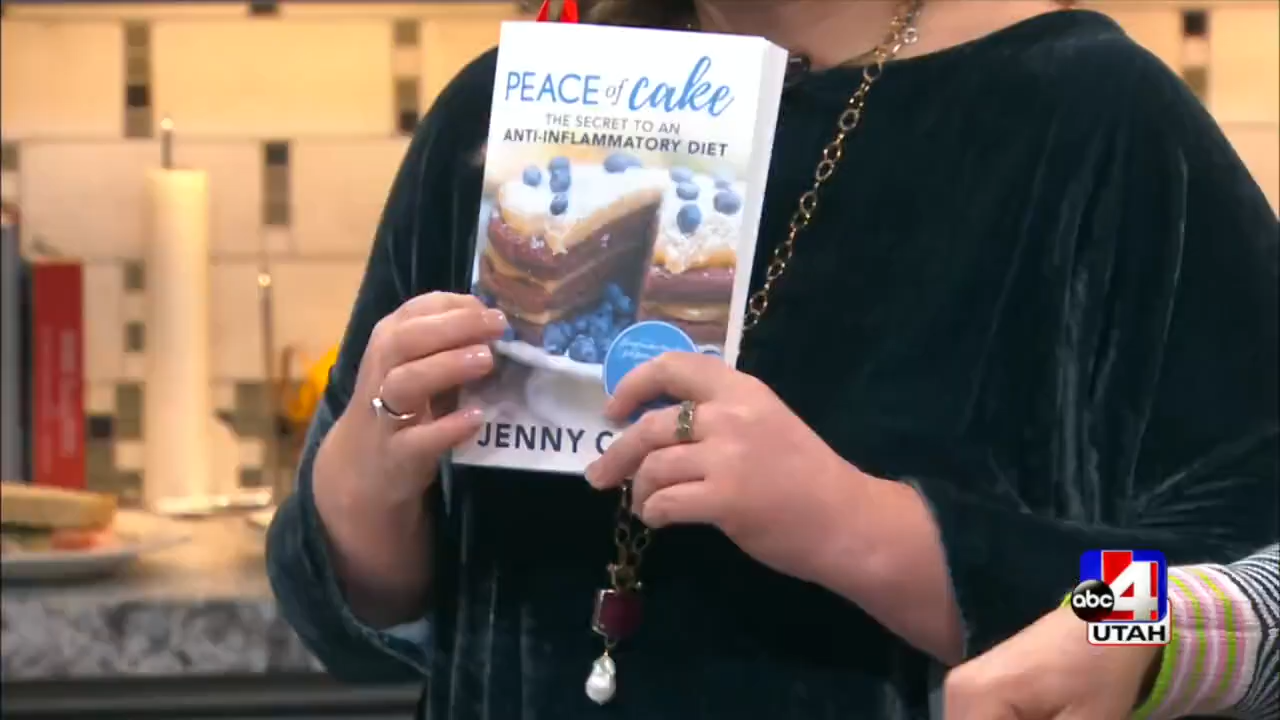 PEACE of cake
THE SECRET TO AN
ANTI-INFLAMMATORY DIET
JENNY C
abc 4
UTAH